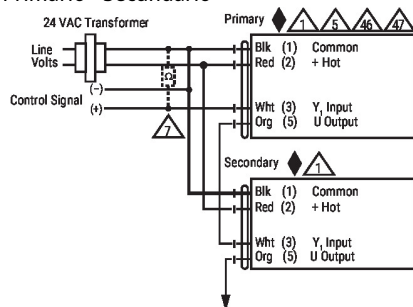 24 VAC Transformer
Primary 1 5 46 47
Line
Volts
Blk (1) Common
Red (2) + Hot
Ω
(–)
Control Signal
(+)
Wht (3) Y1 Input
Org (5) U Output
7
Secondary 1
Blk (1) Common
Red (2) + Hot
Wht (3) Y1 Input
Org (5) U Output